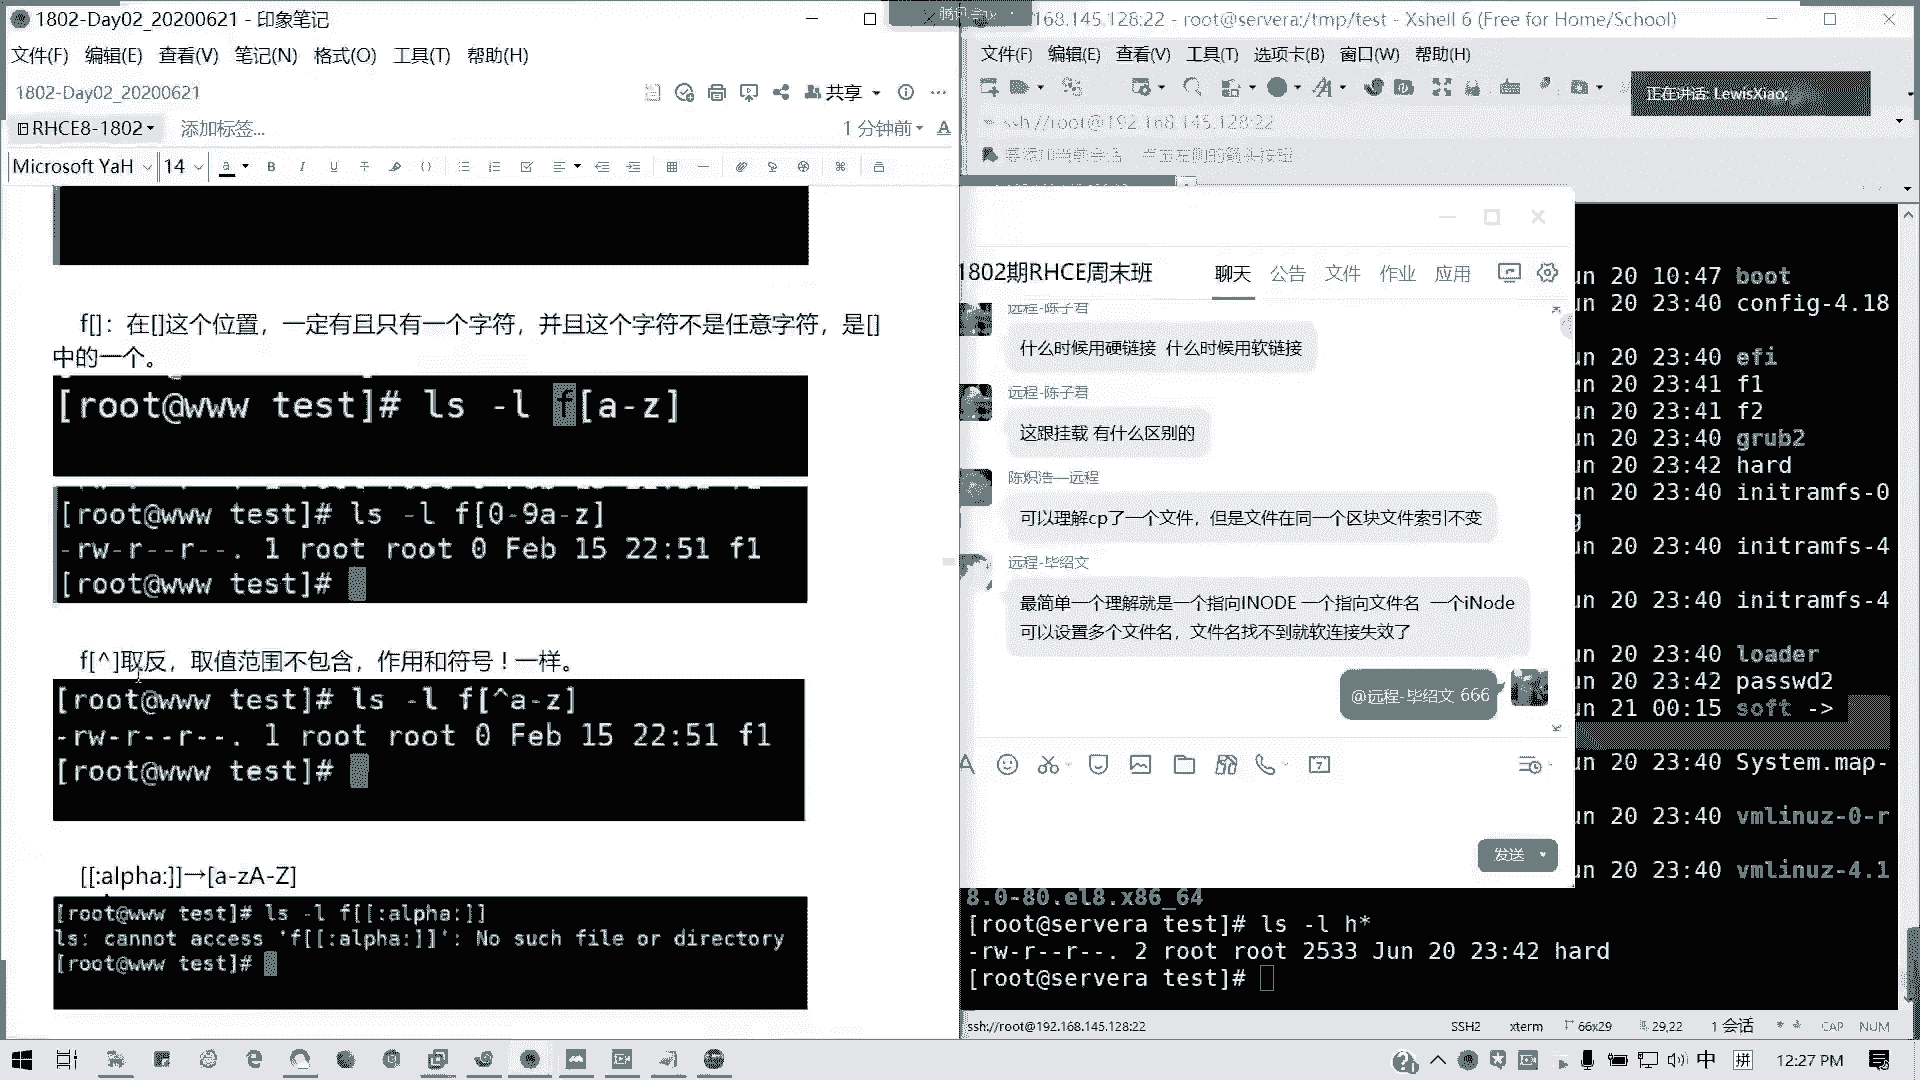 1802-Day02_20200621 - 印象笔记
文件(F) 编辑(E) 查看(V) 笔记(N) 格式(O) 工具(T) 帮助(H)
1802-Day02_20200621
共享
RHCE8-1802
添加标签...
1 分钟前
Microsoft YaH 14
f[]：在[]这个位置，一定有且只有一个字符，并且这个字符不是任意字符，是[]
中的一个。
[root@www test]# ls -l f[a-z]
[root@www test]# ls -l f[0-9a-z]
-rw-r--r--. 1 root root 0 Feb 15 22:51 f1
[root@www test]#
f[^]取反，取值范围不包含，作用和符号！一样。
[root@www test]# ls -l f[^a-z]
-rw-r--r--. 1 root root 0 Feb 15 22:51 f1
[root@www test]#
[[:alpha:]]→[a-zA-Z]
[root@www test]# ls -l f[[:alpha:]]
ls: cannot access 'f[[:alpha:]]': No such file or directory
[root@www test]#
168.145.128:22 - root@servera:/tmp/test - Xshell 6 (Free for Home/School)
文件(F) 编辑(E) 查看(V) 工具(T) 选项卡(B) 窗口(W) 帮助(H)
正在讲话: LewisXiao;
ssh://root@192.168.145.128:22
要添加当前会话，点击左侧的箭头按钮
1802期RHCE周末班
聊天 公告 文件 作业 应用
远程-陈子君
什么时候用硬链接 什么时候用软链接
远程-陈子君
这跟挂载 有什么区别的
陈炽浩—远程
可以理解cp了一个文件，但是文件在同一个区块文件索引不变
远程-毕绍文
最简单一个理解就是一个指向INODE 一个指向文件名 一个iNode
可以设置多个文件名，文件名找不到就软连接失效了
@远程-毕绍文 666
发送
un 20 10:47 boot
un 20 23:40 config-4.18
un 20 23:40 efi
un 20 23:41 f1
un 20 23:41 f2
un 20 23:40 grub2
un 20 23:42 hard
un 20 23:40 initramfs-0
g
un 20 23:40 initramfs-4
un 20 23:40 initramfs-4
un 20 23:40 loader
un 20 23:42 passwd2
un 21 00:15 soft ->
un 20 23:40 System.map-
un 20 23:40 vmlinuz-0-r
un 20 23:40 vmlinuz-4.1
8.0-80.el8.x86_64
[root@servera test]# ls -l h*
-rw-r--r--. 2 root root 2533 Jun 20 23:42 hard
[root@servera test]#
ssh://root@192.168.145.128:22 SSH2 xterm 66x29 29,22 1 会话 CAP NUM
中 拼 12:27 PM